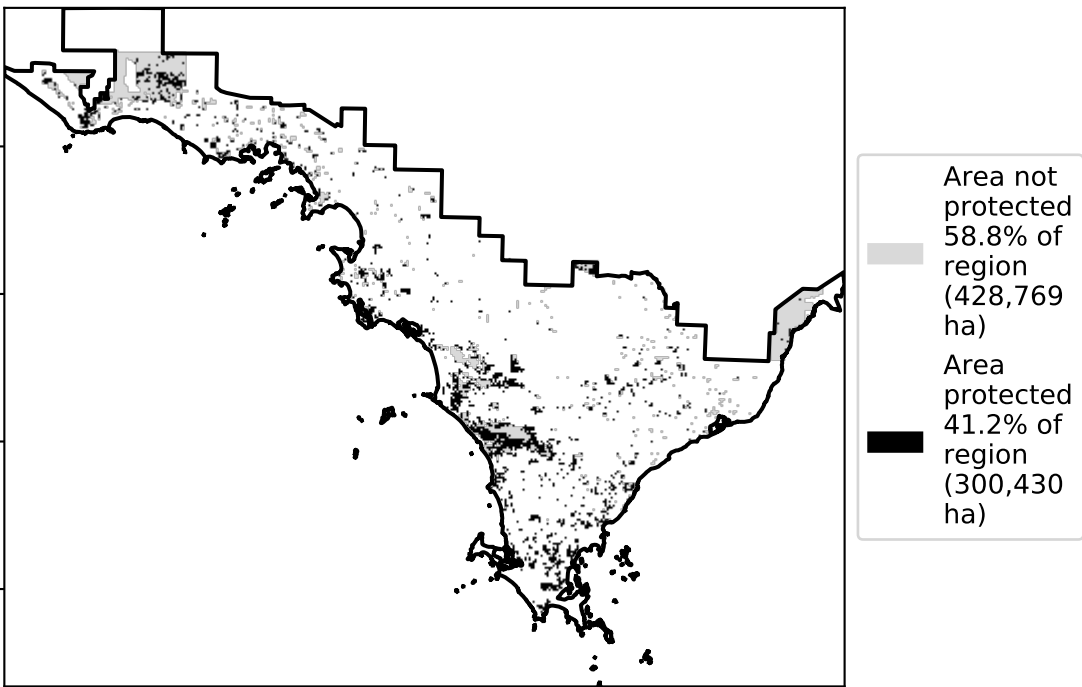 Area not
protected
58.8% of
region
(428,769
ha)
Area
protected
41.2% of
region
(300,430
ha)